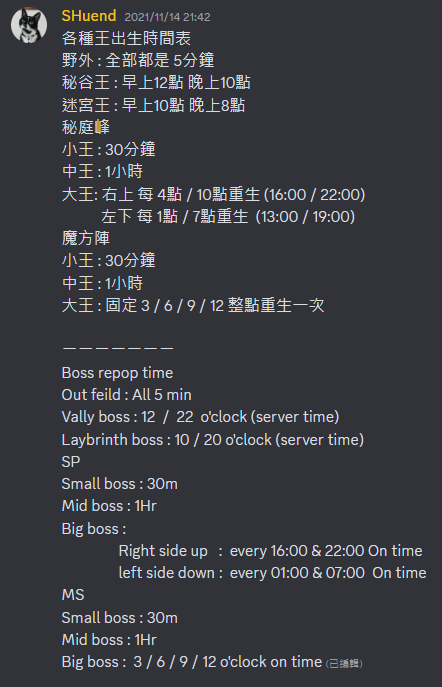 SHuend 2021/11/14 21:42
各種王出生時間表
野外 : 全部都是 5分鐘
秘谷王 : 早上12點 晚上10點
迷宮王 : 早上10點 晚上8點
秘庭峰
小王 : 30分鐘
中王 : 1小時
大王: 右上 每 4點 / 10點重生 (16:00 / 22:00)
左下 每 1點 / 7點重生 (13:00 / 19:00)
魔方陣
小王 : 30分鐘
中王 : 1小時
大王 : 固定 3 / 6 / 9 / 12 整點重生一次
－－－－－－－
Boss repop time
Out feild : All 5 min
Vally boss : 12 / 22 o'clock (server time)
Laybrinth boss : 10 / 20 o'clock (server time)
SP
Small boss : 30m
Mid boss : 1Hr
Big boss :
Right side up : every 16:00 & 22:00 On time
left side down : every 01:00 & 07:00 On time
MS
Small boss : 30m
Mid boss : 1Hr
Big boss : 3 / 6 / 9 / 12 o'clock on time (已編輯)